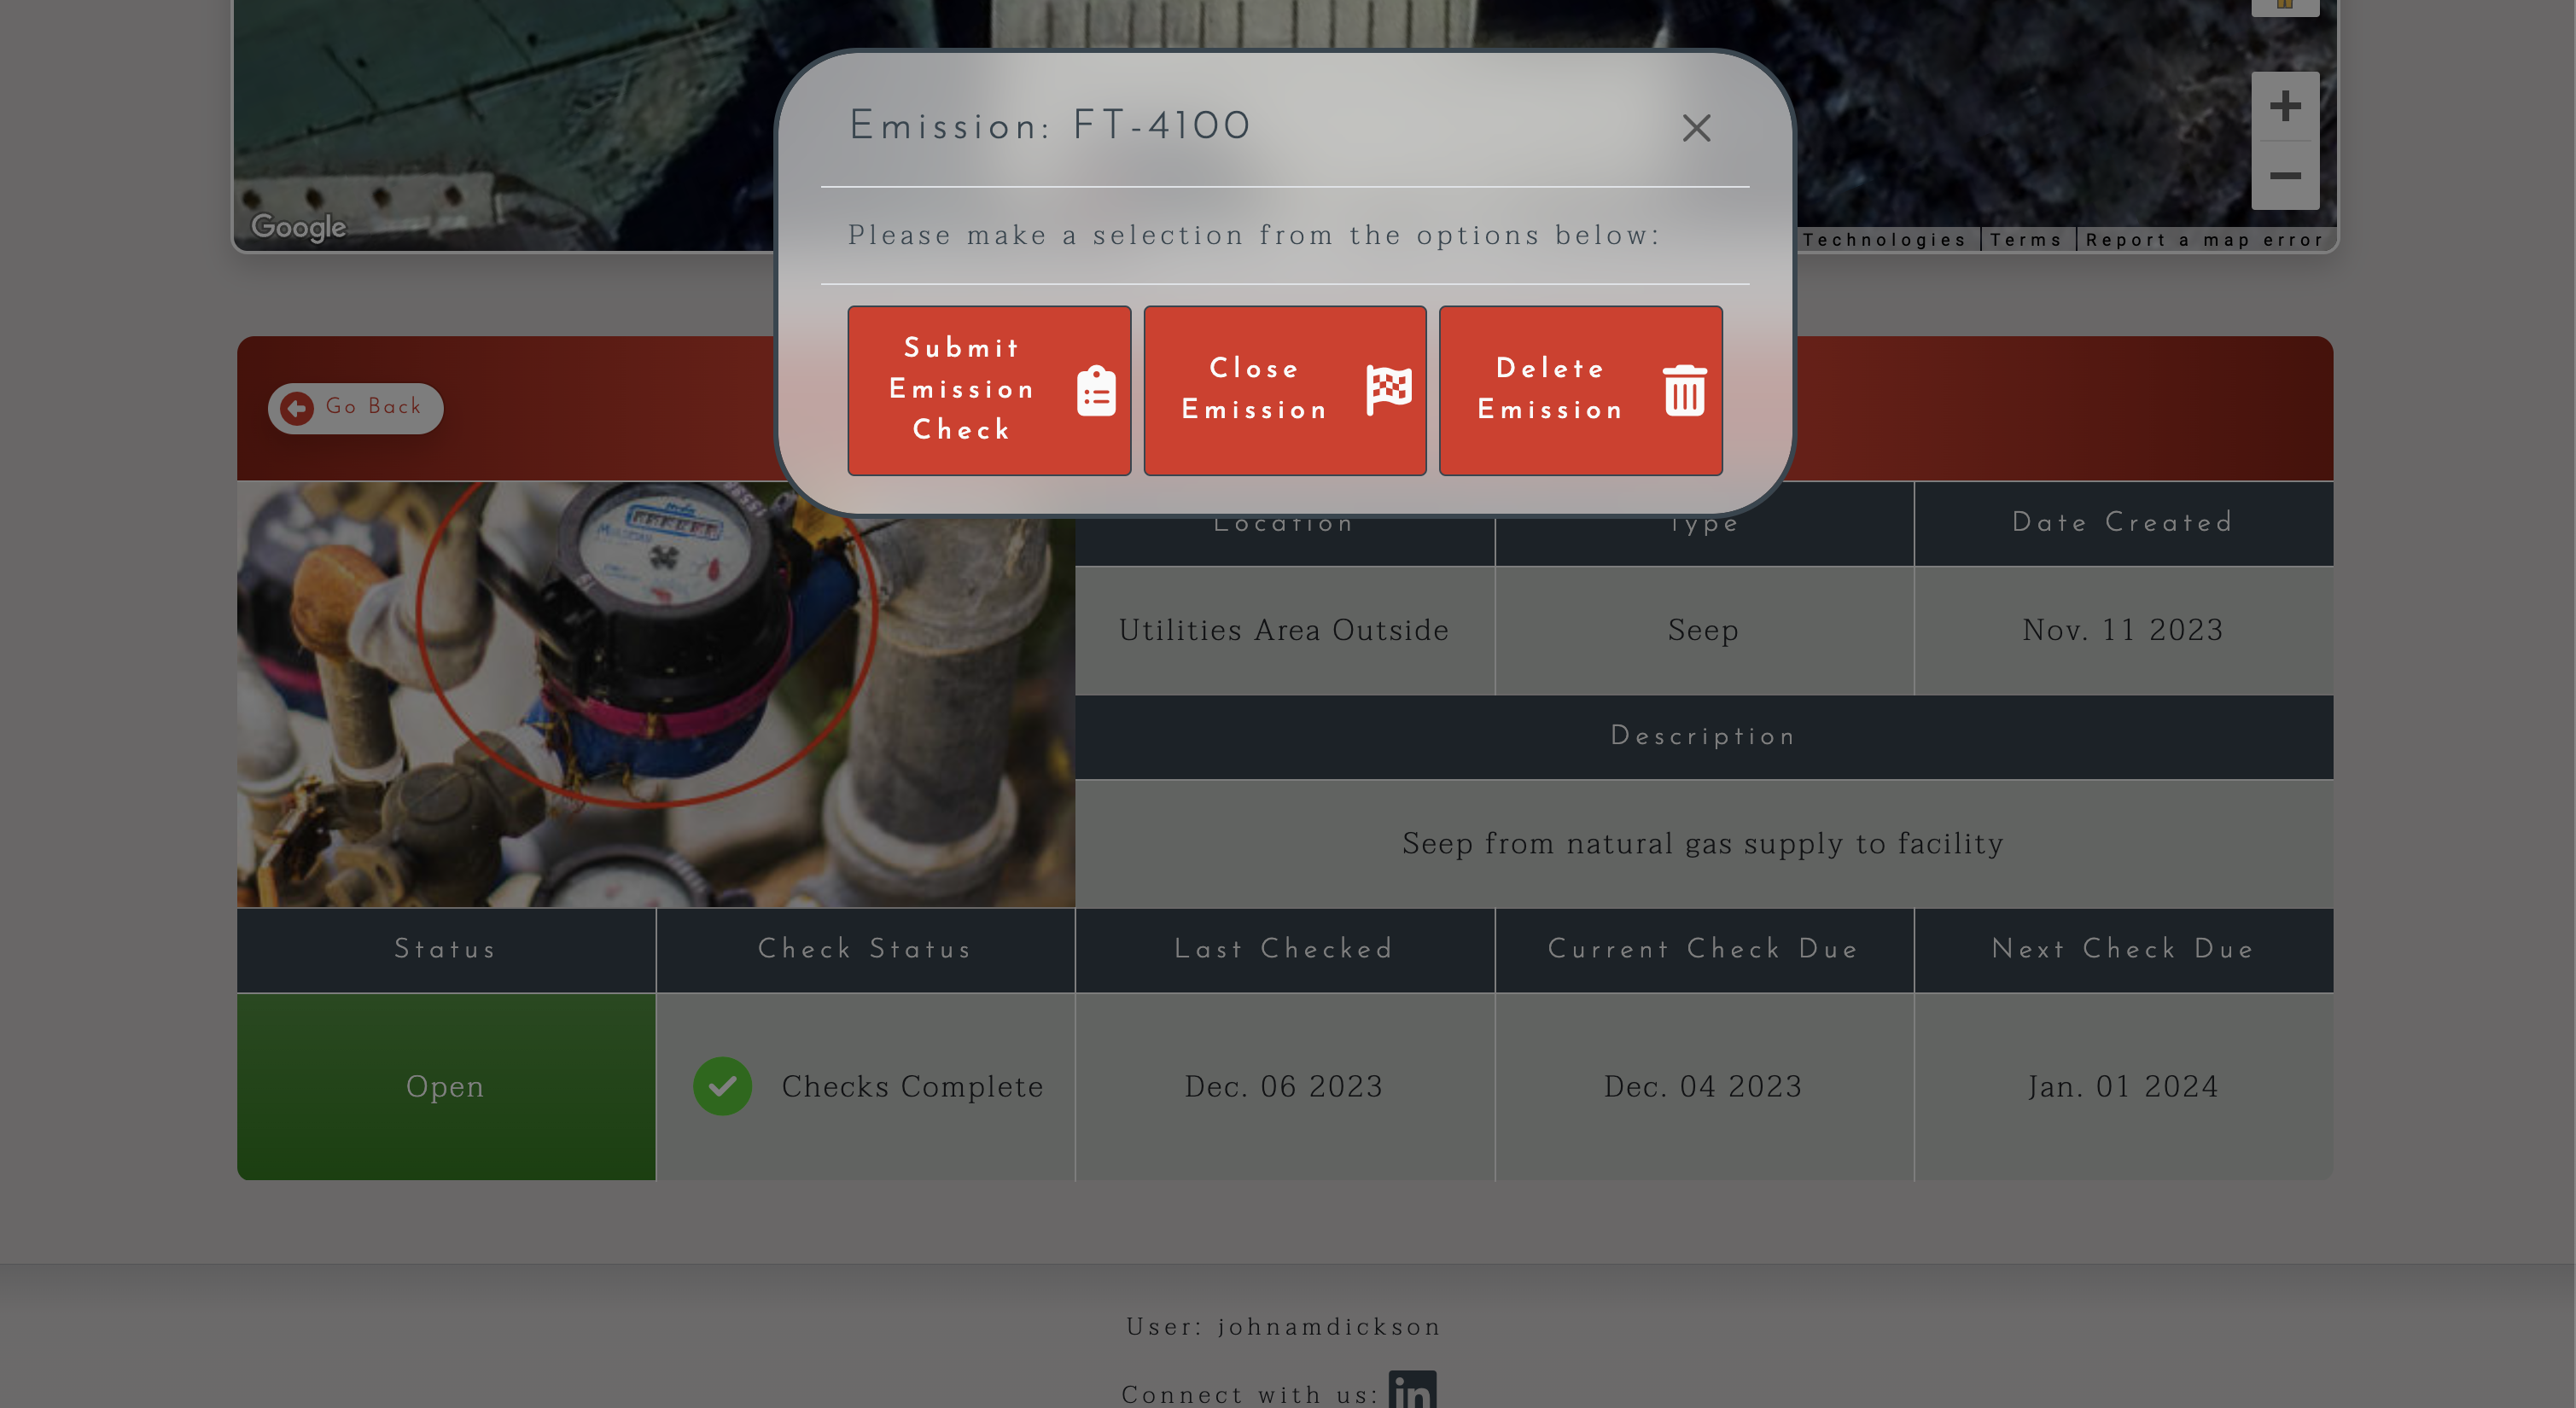 Google
Technologies
Terms
Report a map error
Emission: FT-4100
Please make a selection from the options below:
Submit
Emission
Check
Close
Emission
Delete
Emission
Go Back
Location
Type
Date Created
Utilities Area Outside
Seep
Nov. 11 2023
Description
Seep from natural gas supply to facility
Status
Check Status
Last Checked
Current Check Due
Next Check Due
Open
Checks Complete
Dec. 06 2023
Dec. 04 2023
Jan. 01 2024
User: johnamdickson
Connect with us:
in